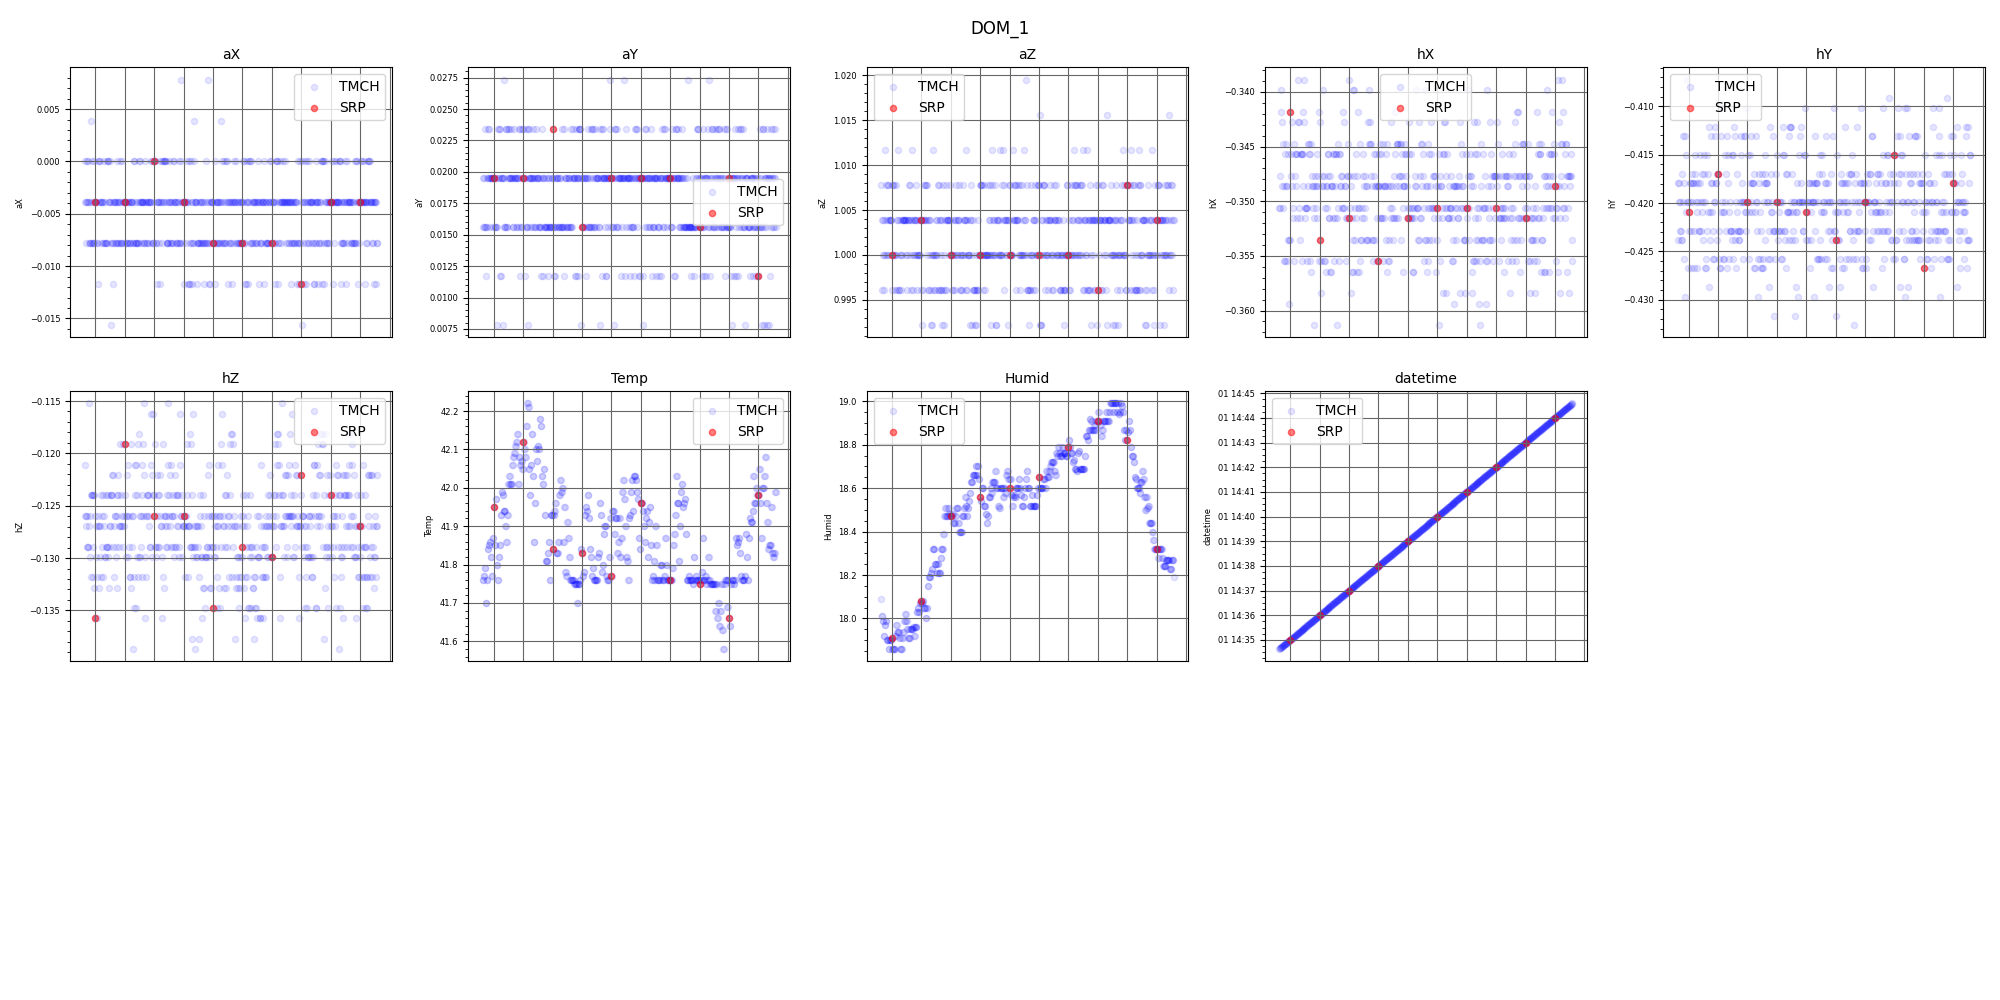 DOM_1
aX
0.005
0.000
−0.005
−0.010
−0.015
aX
TMCH
SRP
aY
0.0275
0.0250
0.0225
0.0200
0.0175
0.0150
0.0125
0.0100
0.0075
aY
TMCH
SRP
aZ
1.020
1.015
1.010
1.005
1.000
0.995
aZ
TMCH
SRP
hX
−0.340
−0.345
−0.350
−0.355
−0.360
hX
TMCH
SRP
hY
−0.410
−0.415
−0.420
−0.425
−0.430
hY
TMCH
SRP
hZ
−0.115
−0.120
−0.125
−0.130
−0.135
hZ
TMCH
SRP
Temp
42.2
42.1
42.0
41.9
41.8
41.7
41.6
Temp
TMCH
SRP
Humid
19.0
18.8
18.6
18.4
18.2
18.0
Humid
TMCH
SRP
datetime
01 14:45
01 14:44
01 14:43
01 14:42
01 14:41
01 14:40
01 14:39
01 14:38
01 14:37
01 14:36
01 14:35
datetime
TMCH
SRP